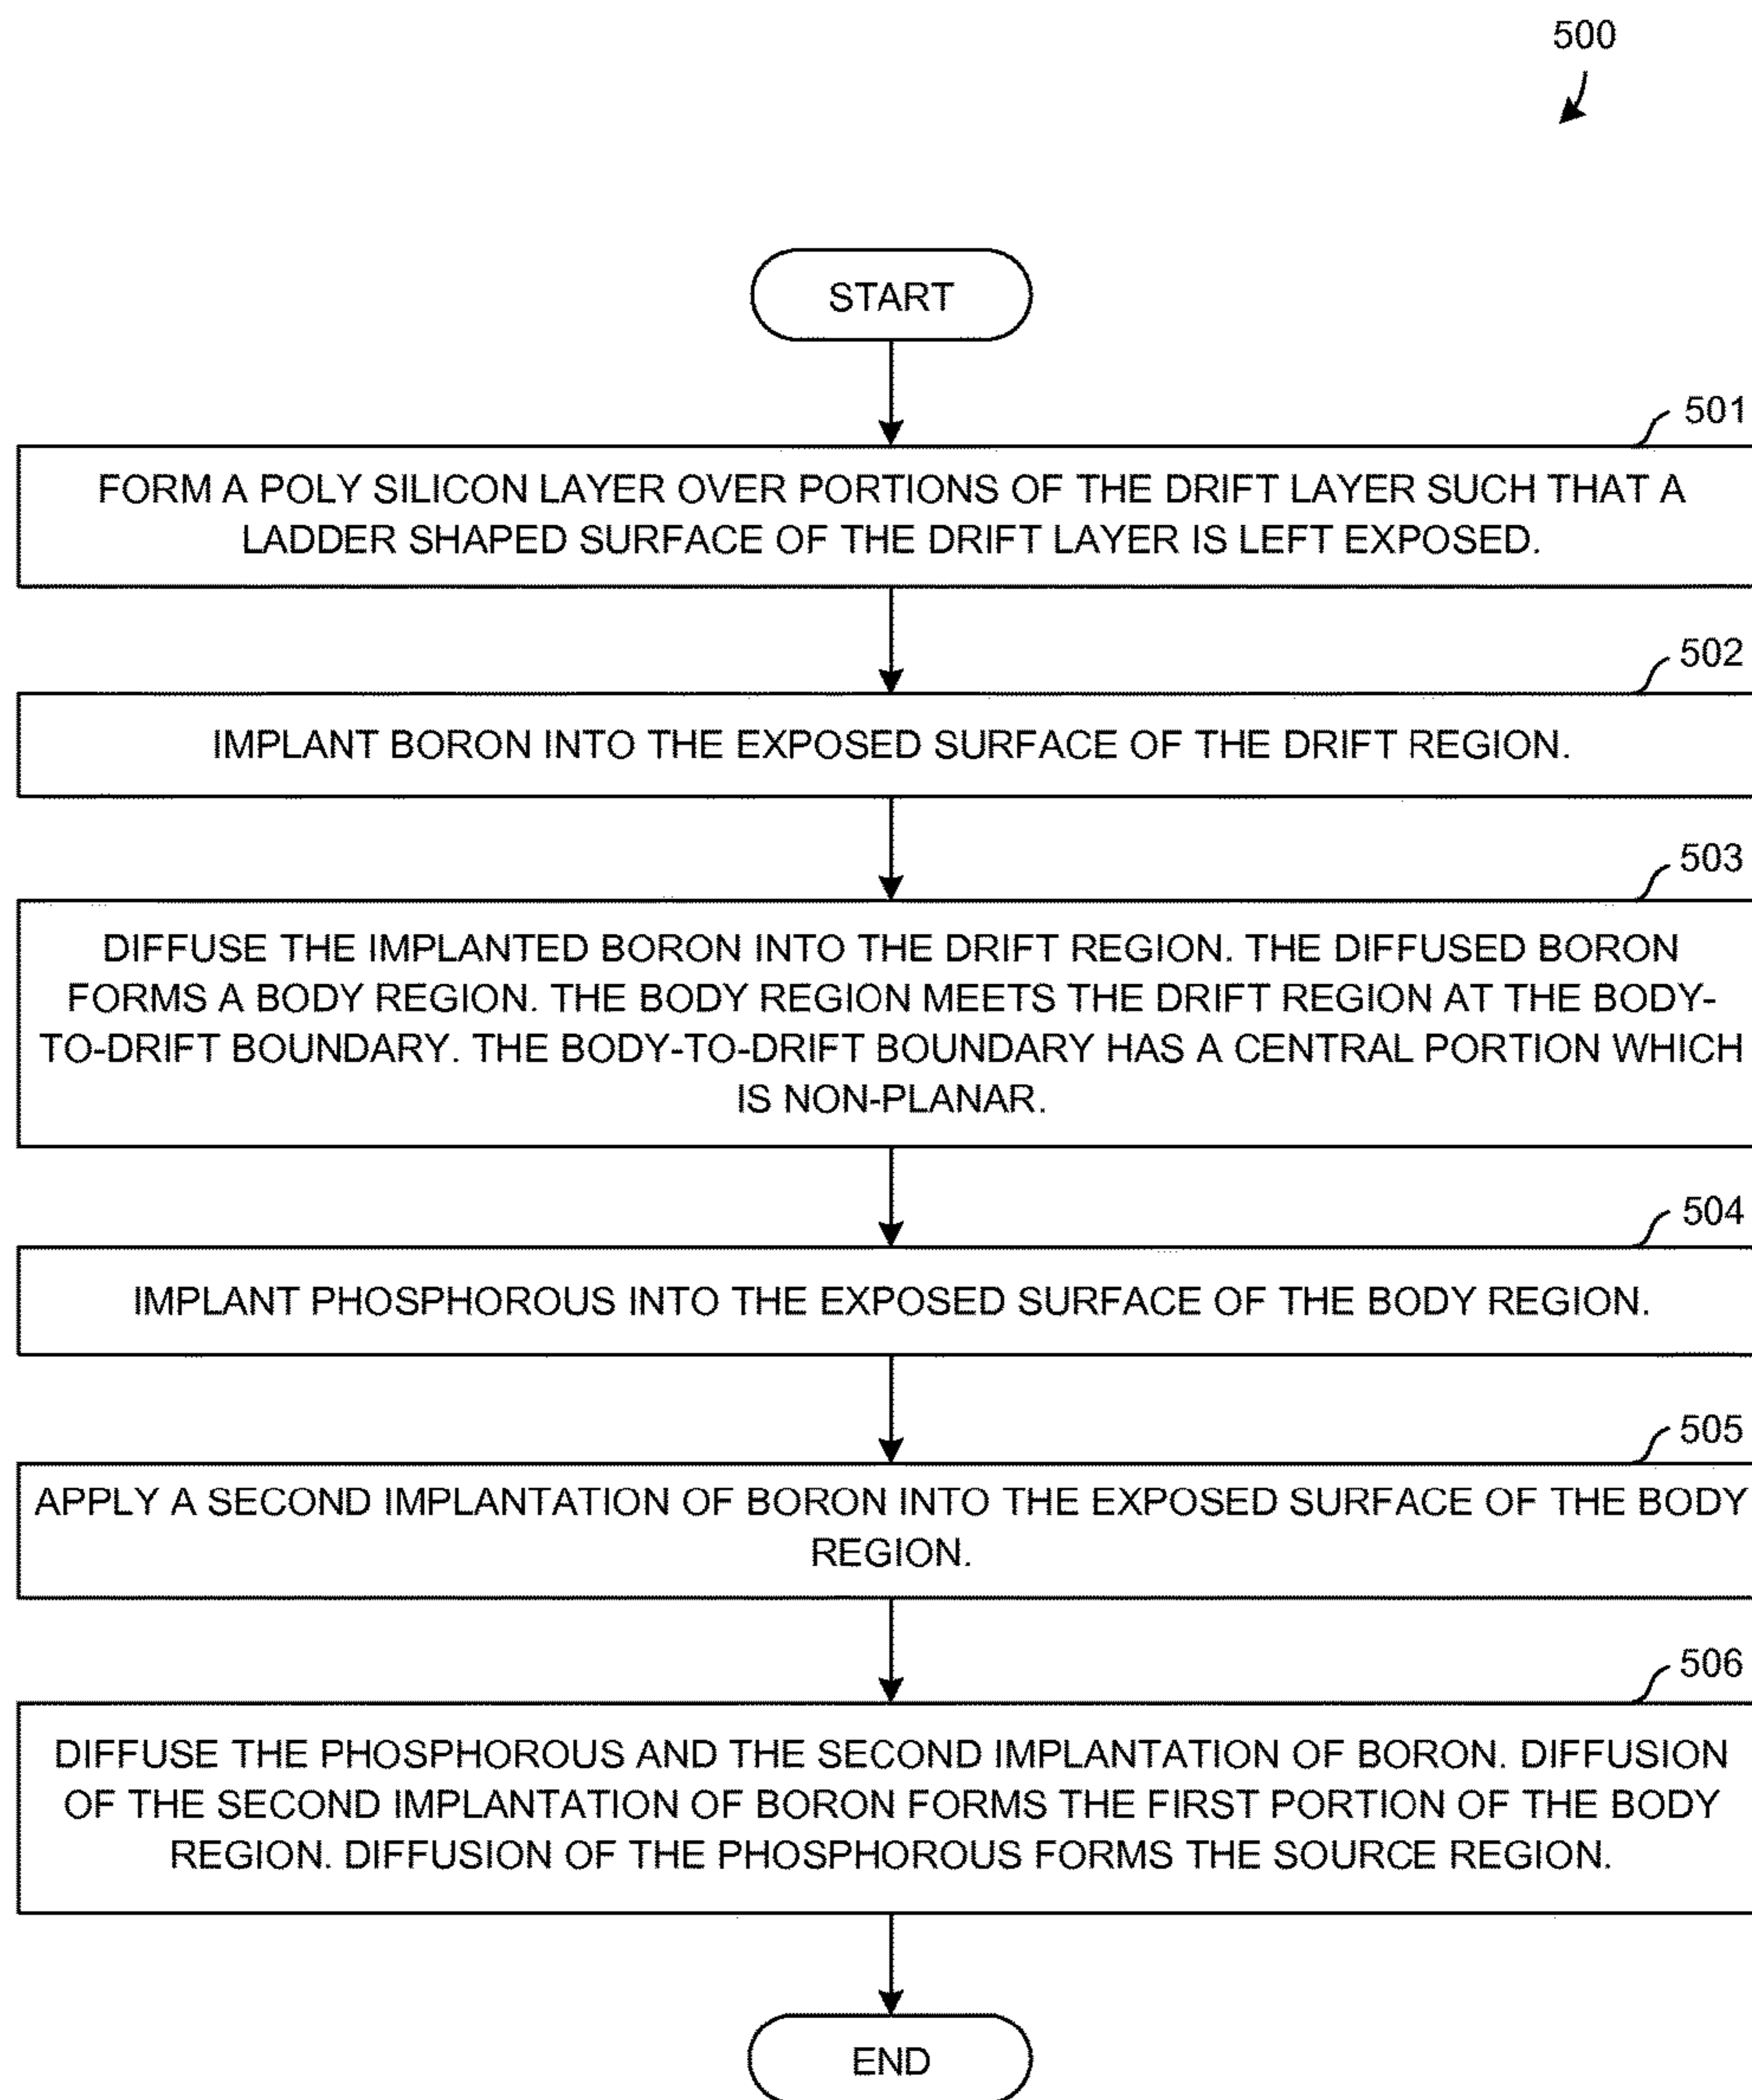 500
START
501
FORM A POLY SILICON LAYER OVER PORTIONS OF THE DRIFT LAYER SUCH THAT A
LADDER SHAPED SURFACE OF THE DRIFT LAYER IS LEFT EXPOSED.
502
IMPLANT BORON INTO THE EXPOSED SURFACE OF THE DRIFT REGION.
503
DIFFUSE THE IMPLANTED BORON INTO THE DRIFT REGION. THE DIFFUSED BORON
FORMS A BODY REGION. THE BODY REGION MEETS THE DRIFT REGION AT THE BODY-
TO-DRIFT BOUNDARY. THE BODY-TO-DRIFT BOUNDARY HAS A CENTRAL PORTION WHICH
IS NON-PLANAR.
504
IMPLANT PHOSPHOROUS INTO THE EXPOSED SURFACE OF THE BODY REGION.
505
APPLY A SECOND IMPLANTATION OF BORON INTO THE EXPOSED SURFACE OF THE BODY
REGION.
506
DIFFUSE THE PHOSPHOROUS AND THE SECOND IMPLANTATION OF BORON. DIFFUSION
OF THE SECOND IMPLANTATION OF BORON FORMS THE FIRST PORTION OF THE BODY
REGION. DIFFUSION OF THE PHOSPHOROUS FORMS THE SOURCE REGION.
END